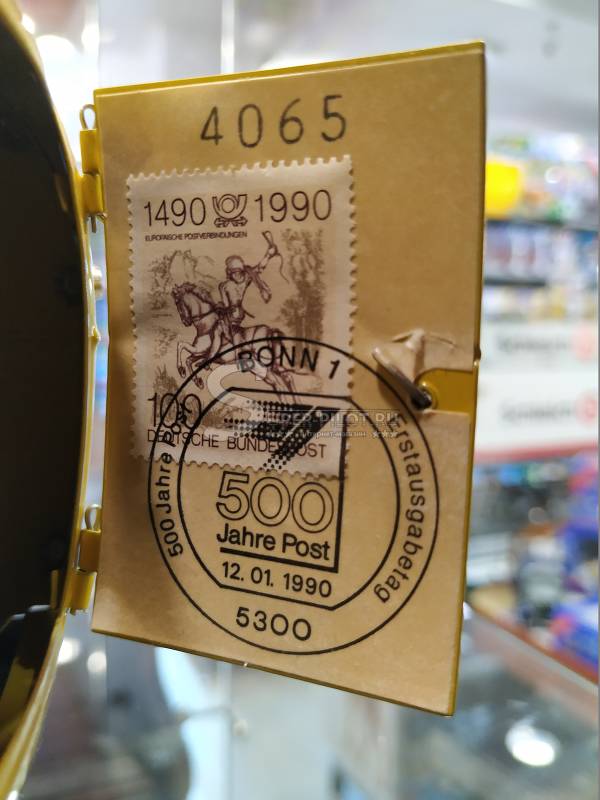 4065
1490 1990
EUROPÄISCHE POSTVERBINDUNGEN
100
DEUTSCHE BUNDESPOST
BONN 1
500 Jahre
Erstausgabetag
500
Jahre Post
12. 01. 1990
5300